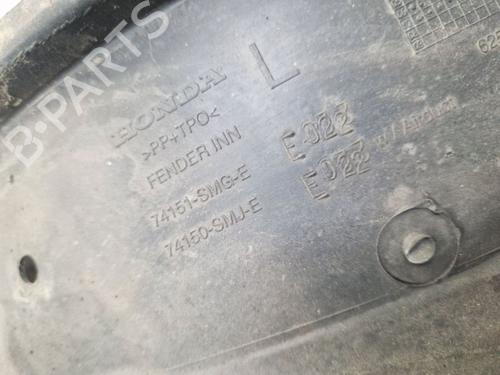 B-PARTS
HONDA
L
>PP+TPO<
FENDER INN
74151-SMG-E E022
74150-SMJ-E E022